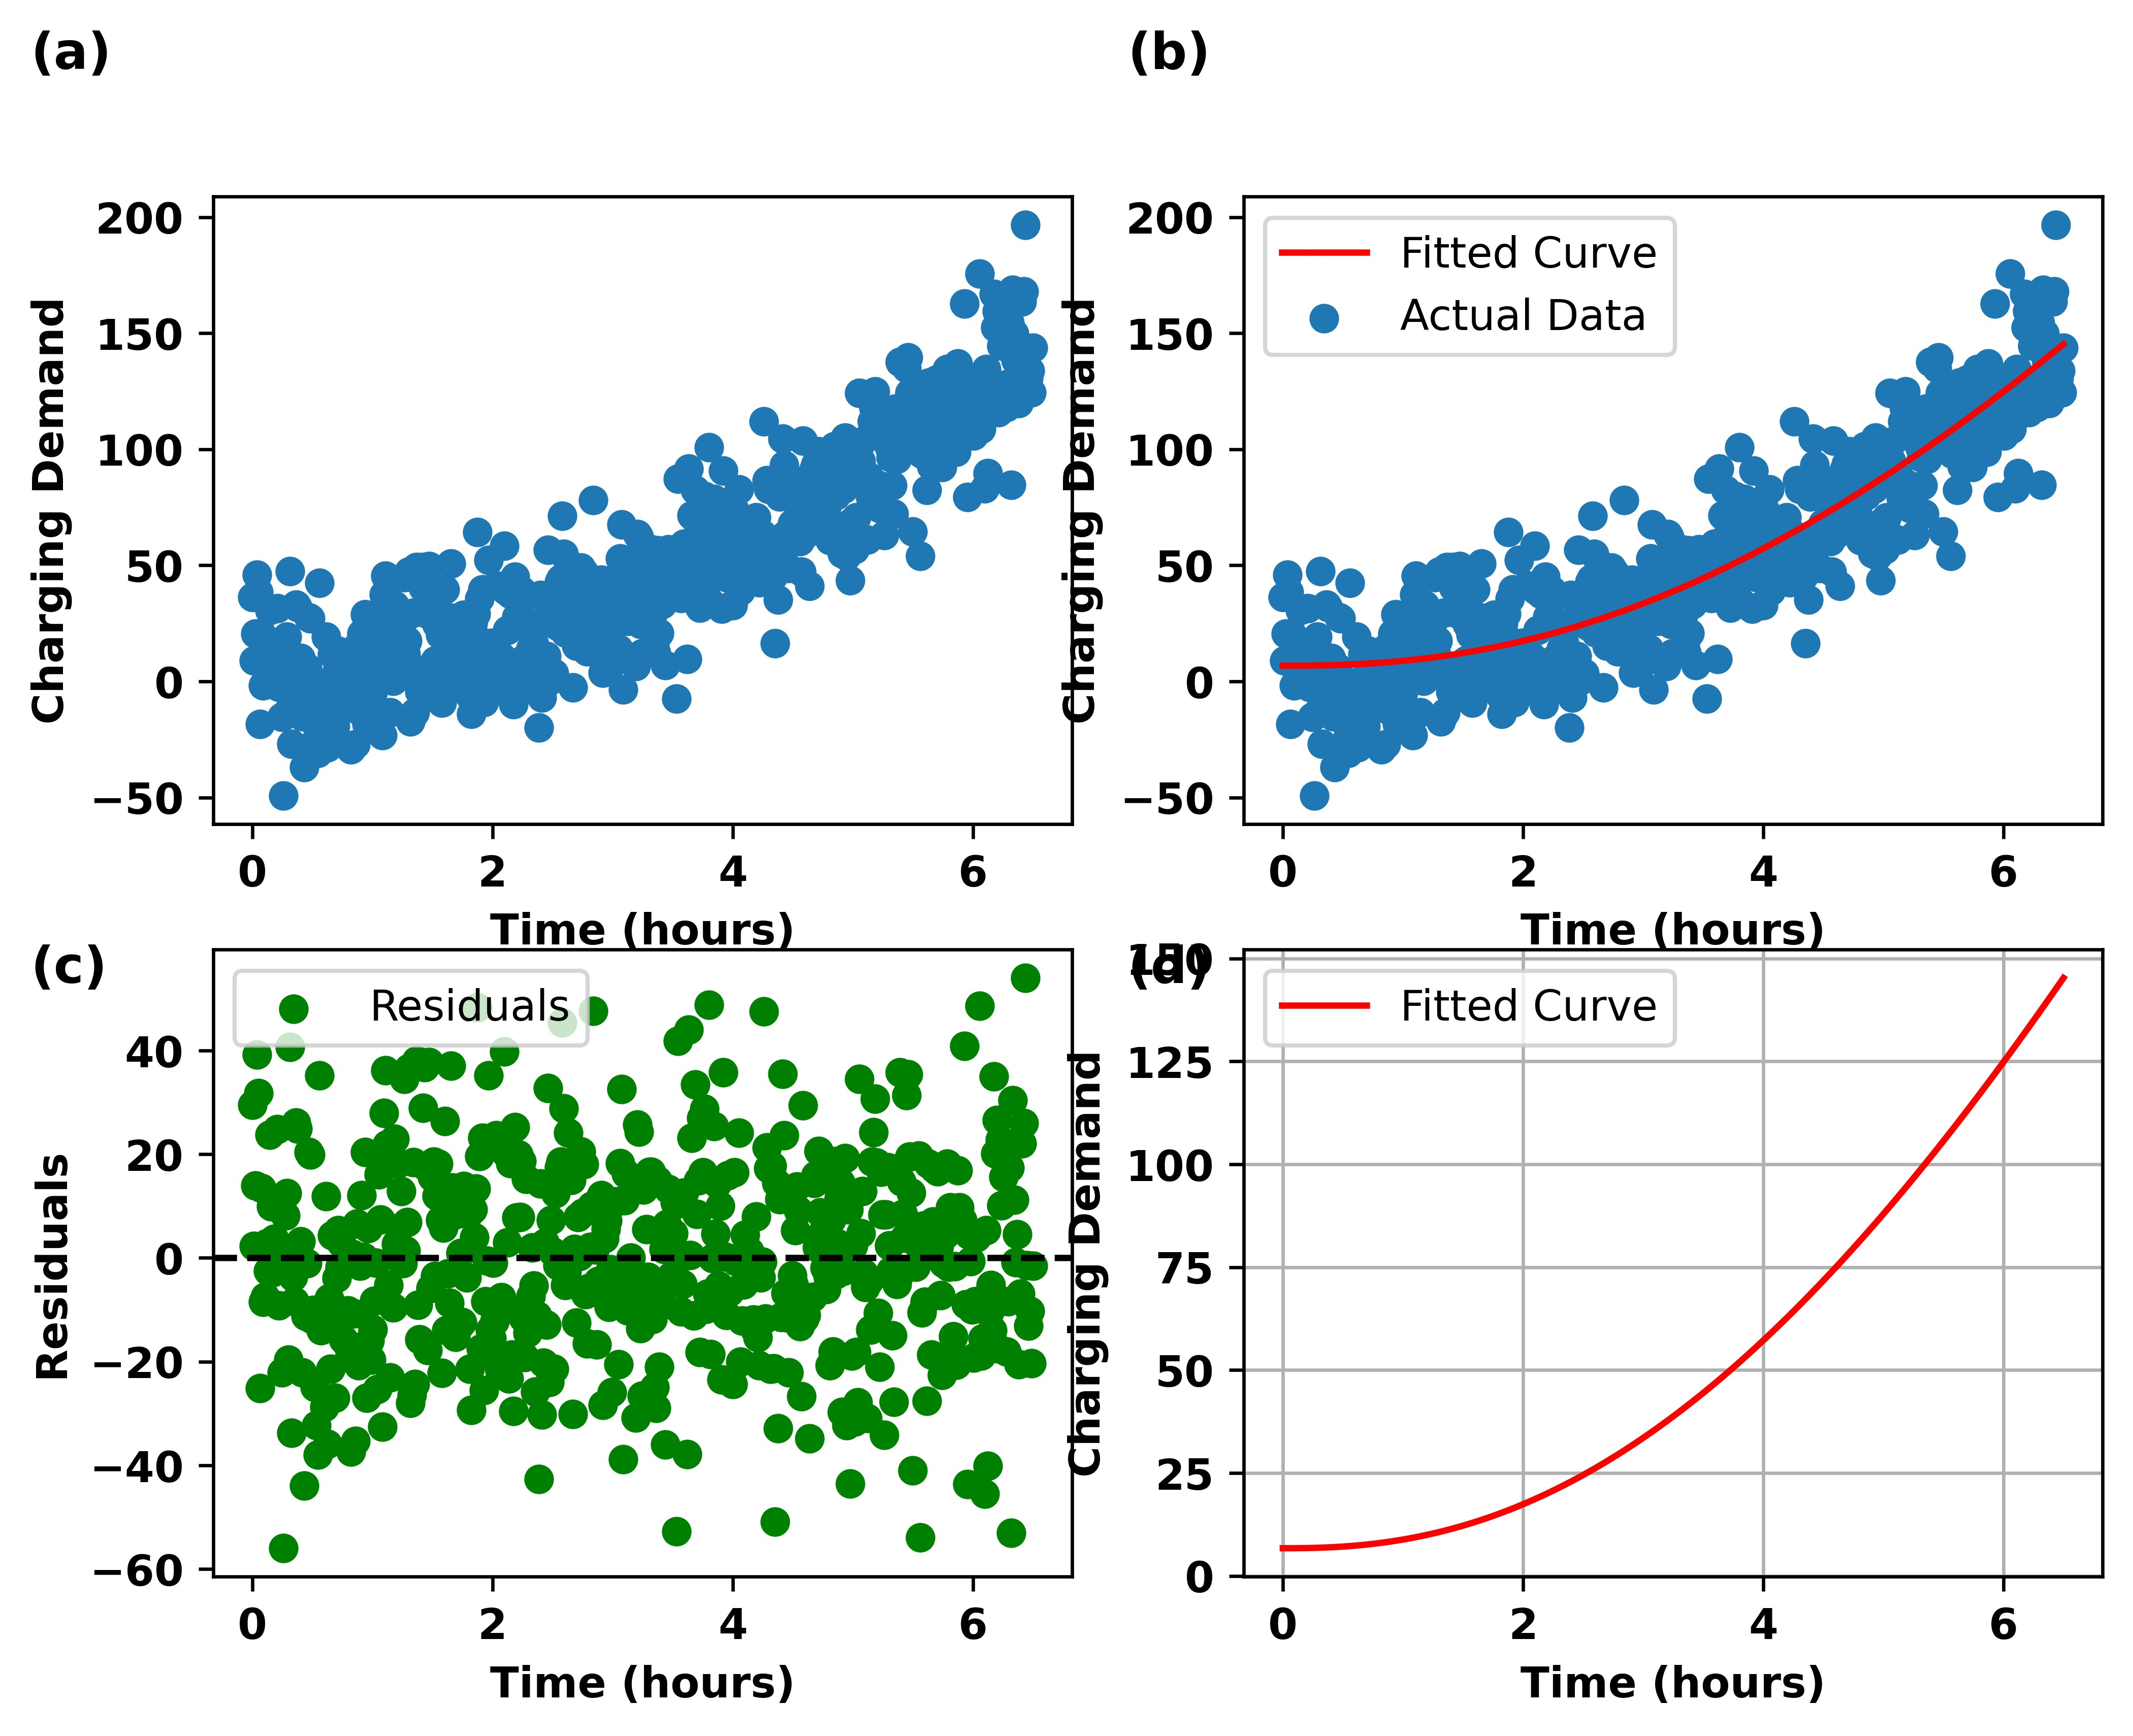 (a)
200
150
100
50
0
−50
Charging Demand
0 2 4 6
Time (hours)
(b)
200
150
100
50
0
−50
Charging Demand
Fitted Curve
Actual Data
0 2 4 6
Time (hours)
(c)
40
20
0
−20
−40
−60
Residuals
Residuals
0 2 4 6
Time (hours)
(d)
150
125
100
75
50
25
0
Charging Demand
Fitted Curve
0 2 4 6
Time (hours)